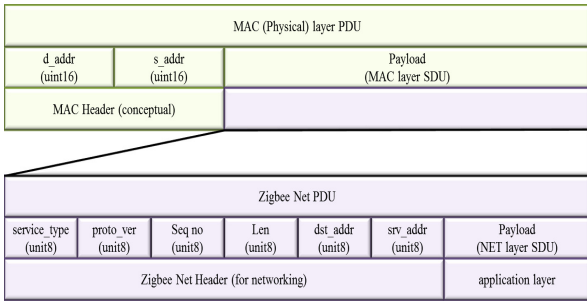 MAC (Physical) layer PDU
d_addr s_addr Payload
(uint16) (uint16) (MAC layer SDU)
MAC Header (conceptual)
Zigbee Net PDU
service_type proto_ver Seq no Len dst_addr srv_addr Payload
(unit8) (unit8) (unit8) (unit8) (unit8) (unit8) (NET layer SDU)
Zigbee Net Header (for networking) application layer